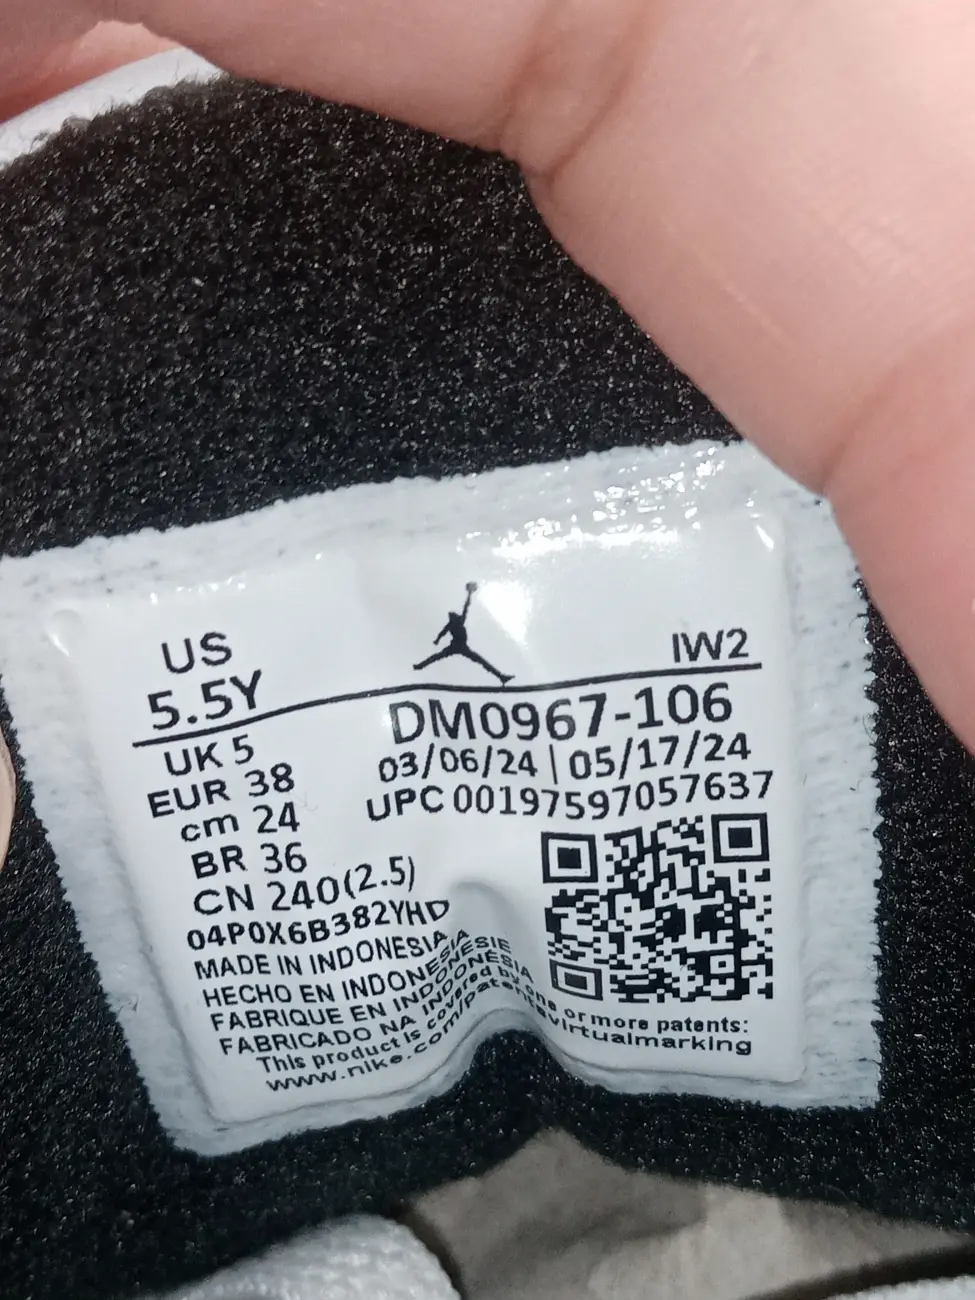 US
5.5Y
IW2
DM0967-106
03/06/24 | 05/17/24
UPC 00197597057637
UK 5
EUR 38
cm 24
BR 36
CN 240(2.5)
04P0X6B382YHD
MADE IN INDONESIA
HECHO EN INDONESIA
FABRIQUE EN INDONESIE
FABRICADO NA INDONÉSIA
This product is covered by one or more patents:
www.nike.com/patentsvirtualmarking